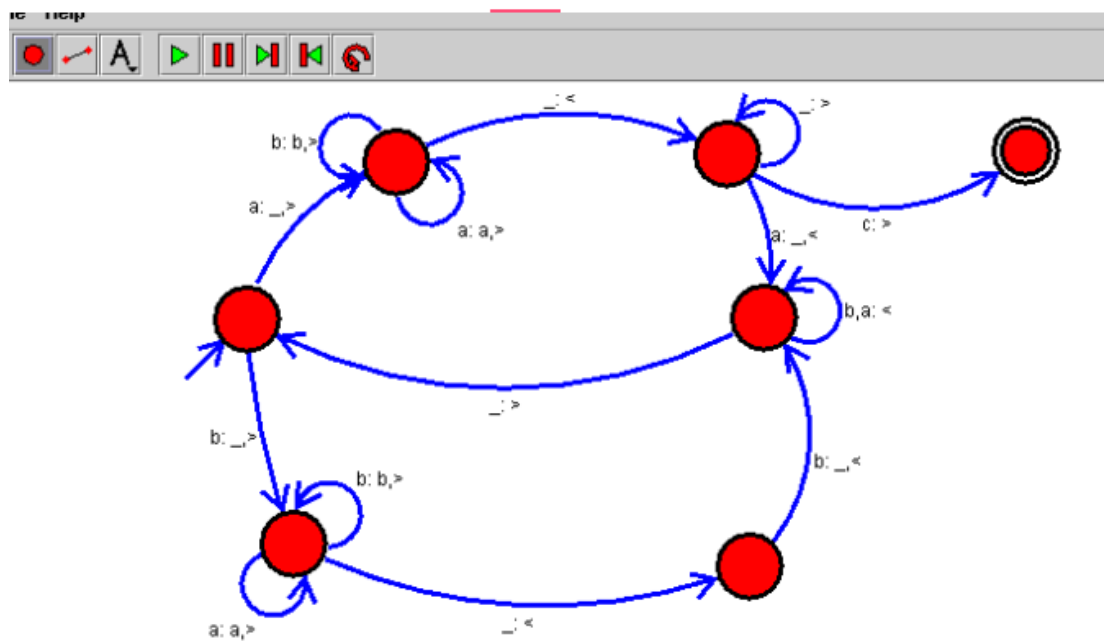 Help
A
_: <
_: >
b: b,>
a: _,>
a: a,>
a: _,<
c: >
b,a: <
_: >
b: _,>
b: b,>
b: _,<
a: a,>
_: <